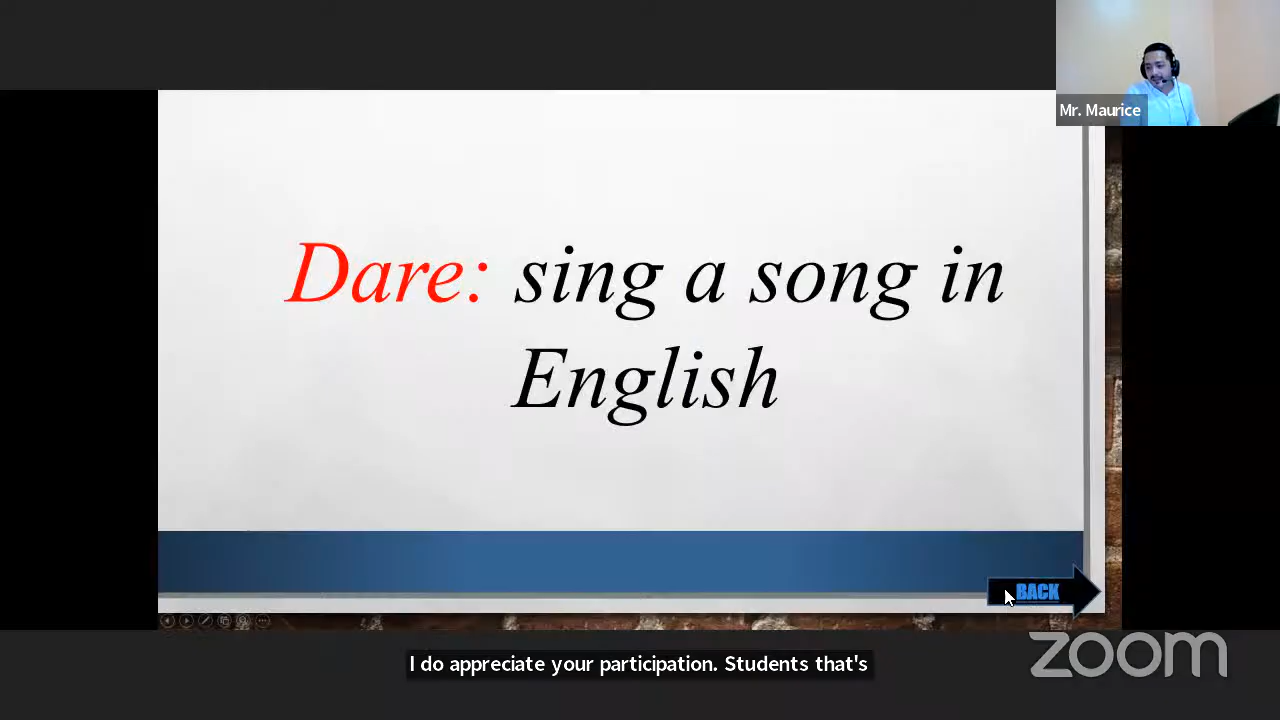 Mr. Maurice
Dare: sing a song in
English
BACK
I do appreciate your participation. Students that's
zoom